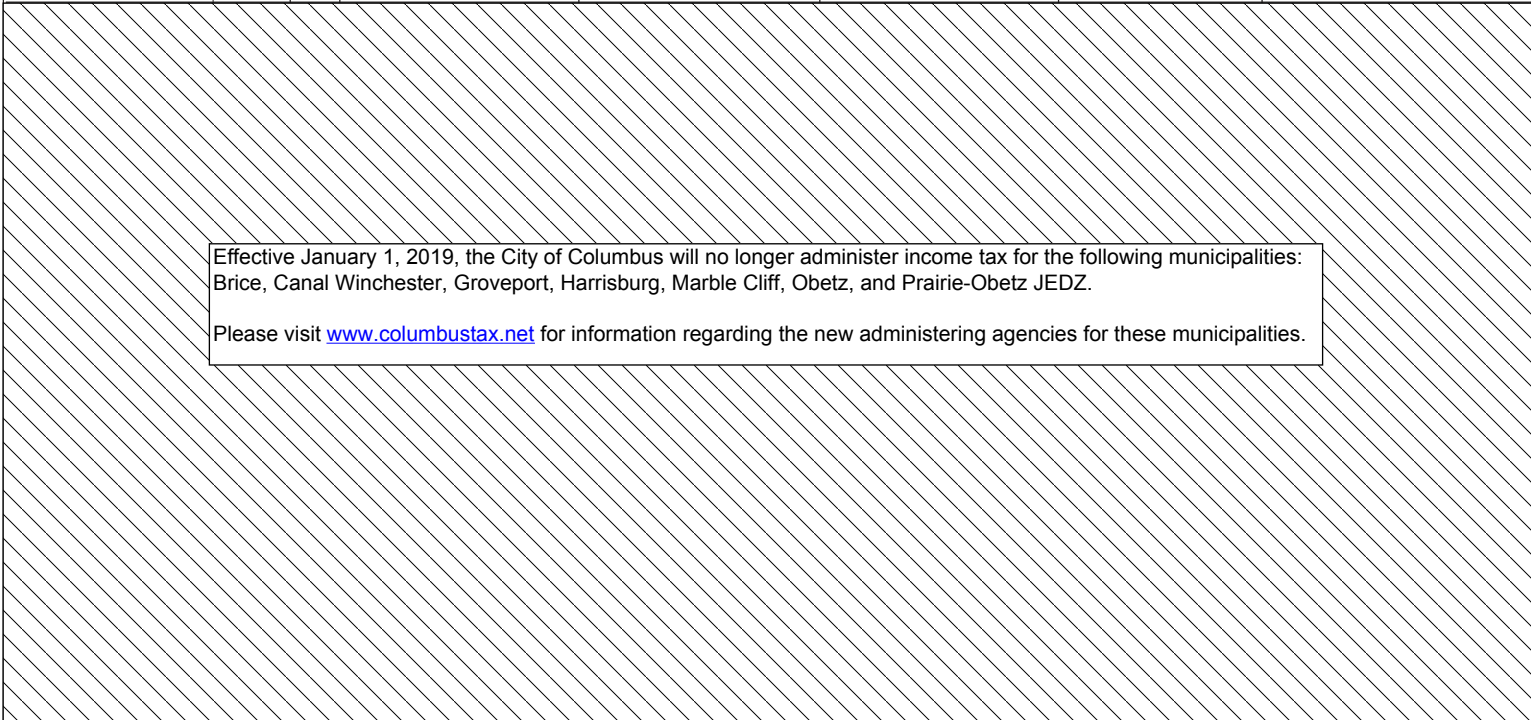 Effective January 1, 2019, the City of Columbus will no longer administer income tax for the following municipalities:
Brice, Canal Winchester, Groveport, Harrisburg, Marble Cliff, Obetz, and Prairie-Obetz JEDZ.
Please visit www.columbustax.net for information regarding the new administering agencies for these municipalities.